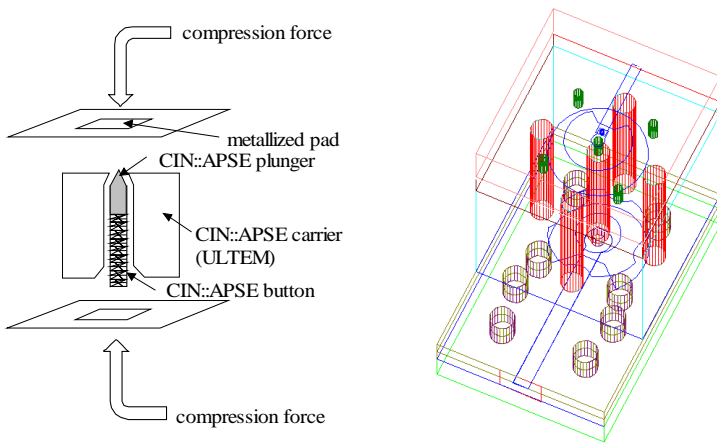 compression force
metallized pad
CIN::APSE plunger
CIN::APSE carrier
(ULTEM)
CIN::APSE button
compression force